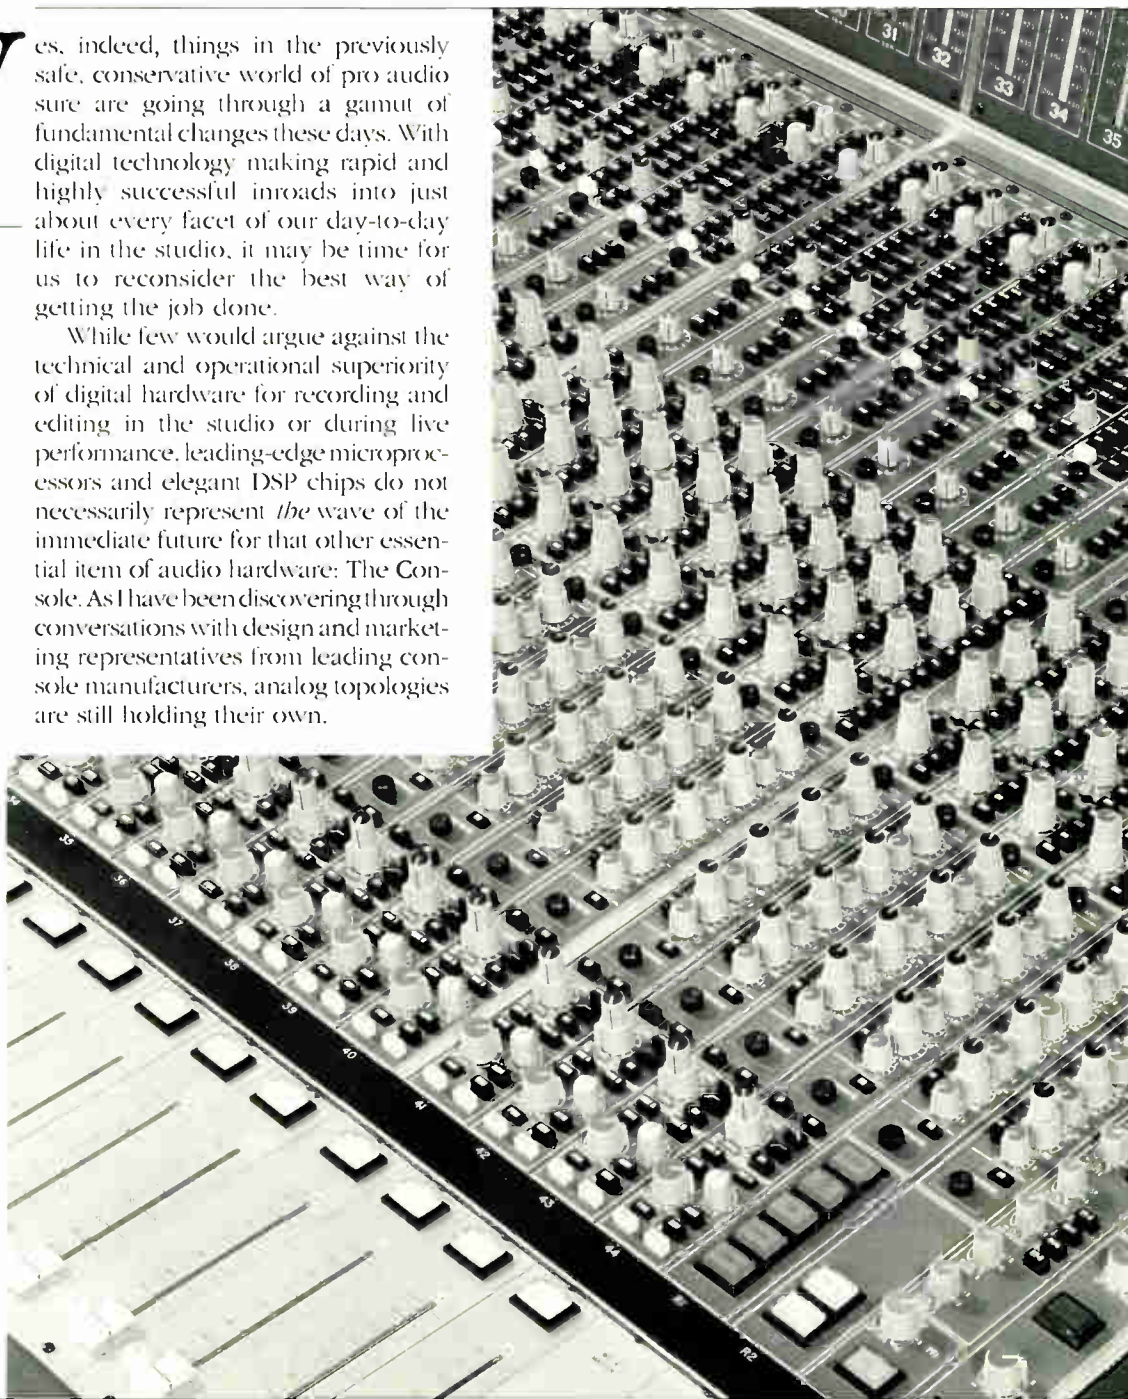 Yes, indeed, things in the previously
safe, conservative world of pro audio
sure are going through a gamut of
fundamental changes these days. With
digital technology making rapid and
highly successful inroads into just
about every facet of our day-to-day
life in the studio, it may be time for
us to reconsider the best way of
getting the job done.
While few would argue against the
technical and operational superiority
of digital hardware for recording and
editing in the studio or during live
performance, leading-edge microproc-
essors and elegant DSP chips do not
necessarily represent the wave of the
immediate future for that other essen-
tial item of audio hardware: The Con-
sole. As I have been discovering through
conversations with design and market-
ing representatives from leading con-
sole manufacturers, analog topologies
are still holding their own.
31
32
33
34
35
35
36
37
38
39
40
41
42
43
44
R2